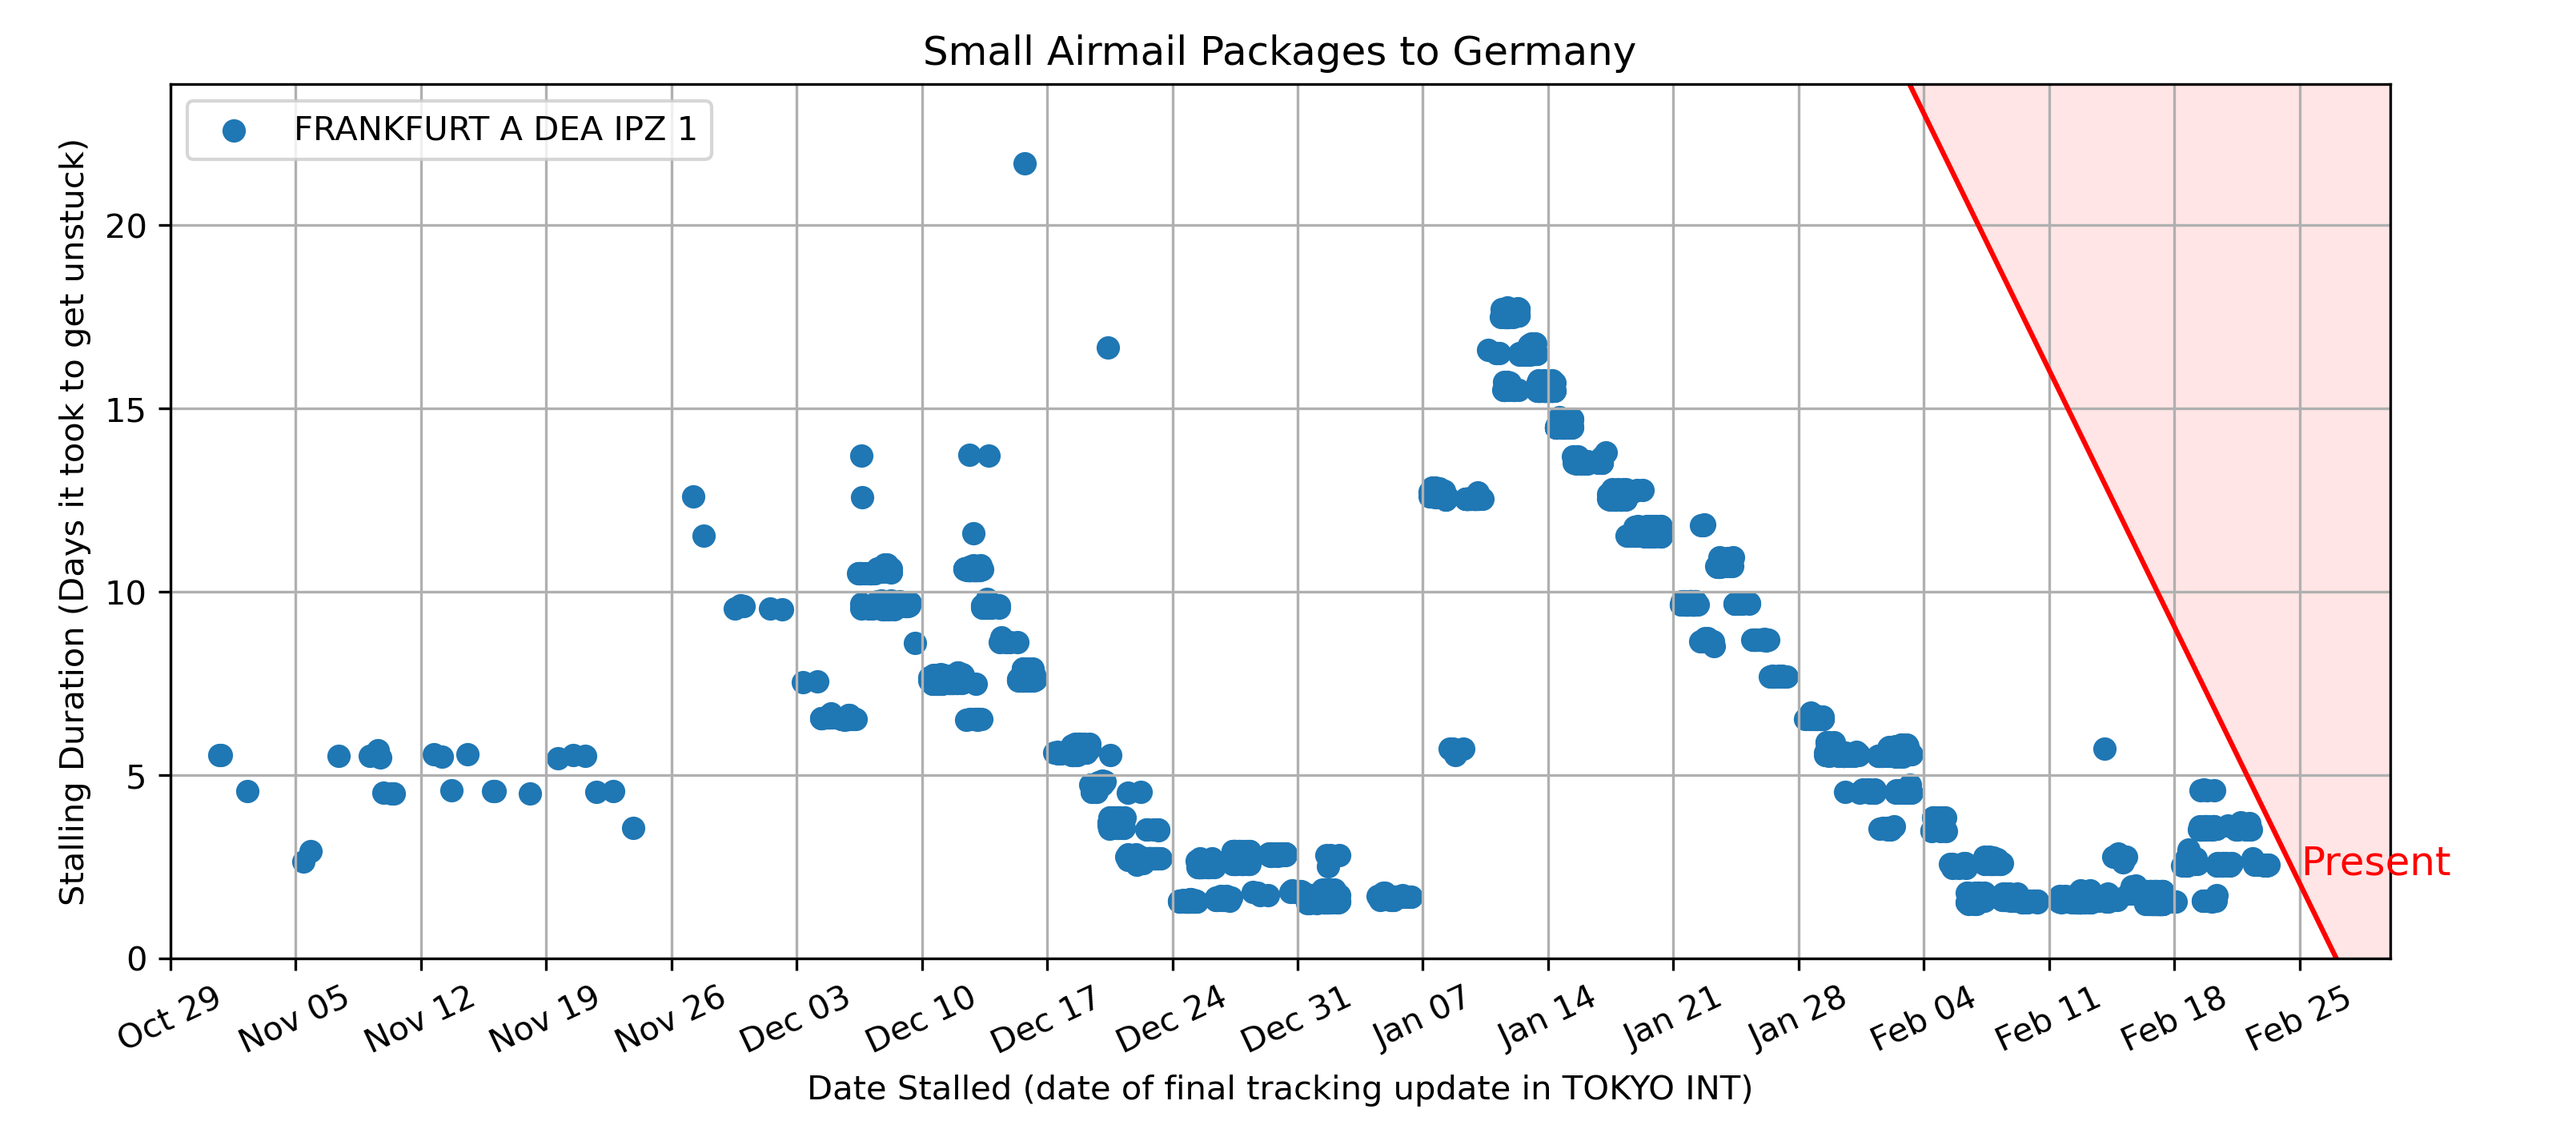 Small Airmail Packages to Germany
FRANKFURT A DEA IPZ 1
Stalling Duration (Days it took to get unstuck)
20
15
10
5
0
Present
Oct 29
Nov 05
Nov 12
Nov 19
Nov 26
Dec 03
Dec 10
Dec 17
Dec 24
Dec 31
Jan 07
Jan 14
Jan 21
Jan 28
Feb 04
Feb 11
Feb 18
Feb 25
Date Stalled (date of final tracking update in TOKYO INT)